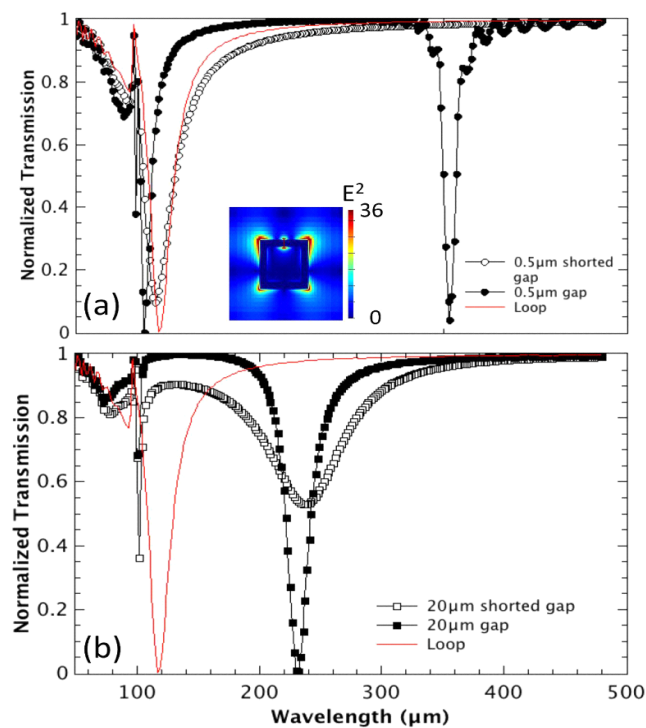 1
0.8
0.6
0.4
0.2
0
Normalized Transmission
(a)
E²
36
0
0.5µm shorted
gap
0.5µm gap
Loop
1
0.8
0.6
0.4
0.2
0
Normalized Transmission
(b)
20µm shorted gap
20µm gap
Loop
100
200
300
400
500
Wavelength (µm)